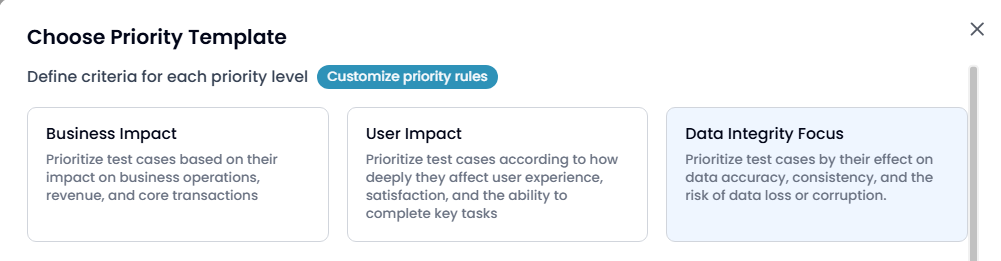 Choose Priority Template
Define criteria for each priority level Customize priority rules
Business Impact
Prioritize test cases based on their
impact on business operations,
revenue, and core transactions
User Impact
Prioritize test cases according to how
deeply they affect user experience,
satisfaction, and the ability to
complete key tasks
Data Integrity Focus
Prioritize test cases by their effect on
data accuracy, consistency, and the
risk of data loss or corruption.